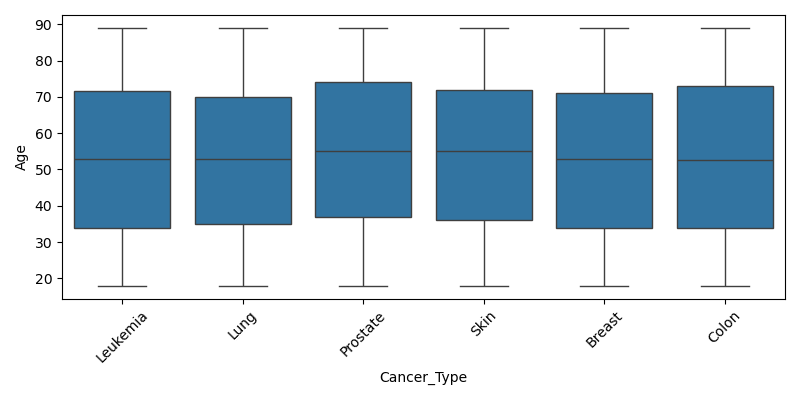 90
80
70
60
50
40
30
20
Age
Leukemia
Lung
Prostate
Skin
Breast
Colon
Cancer_Type